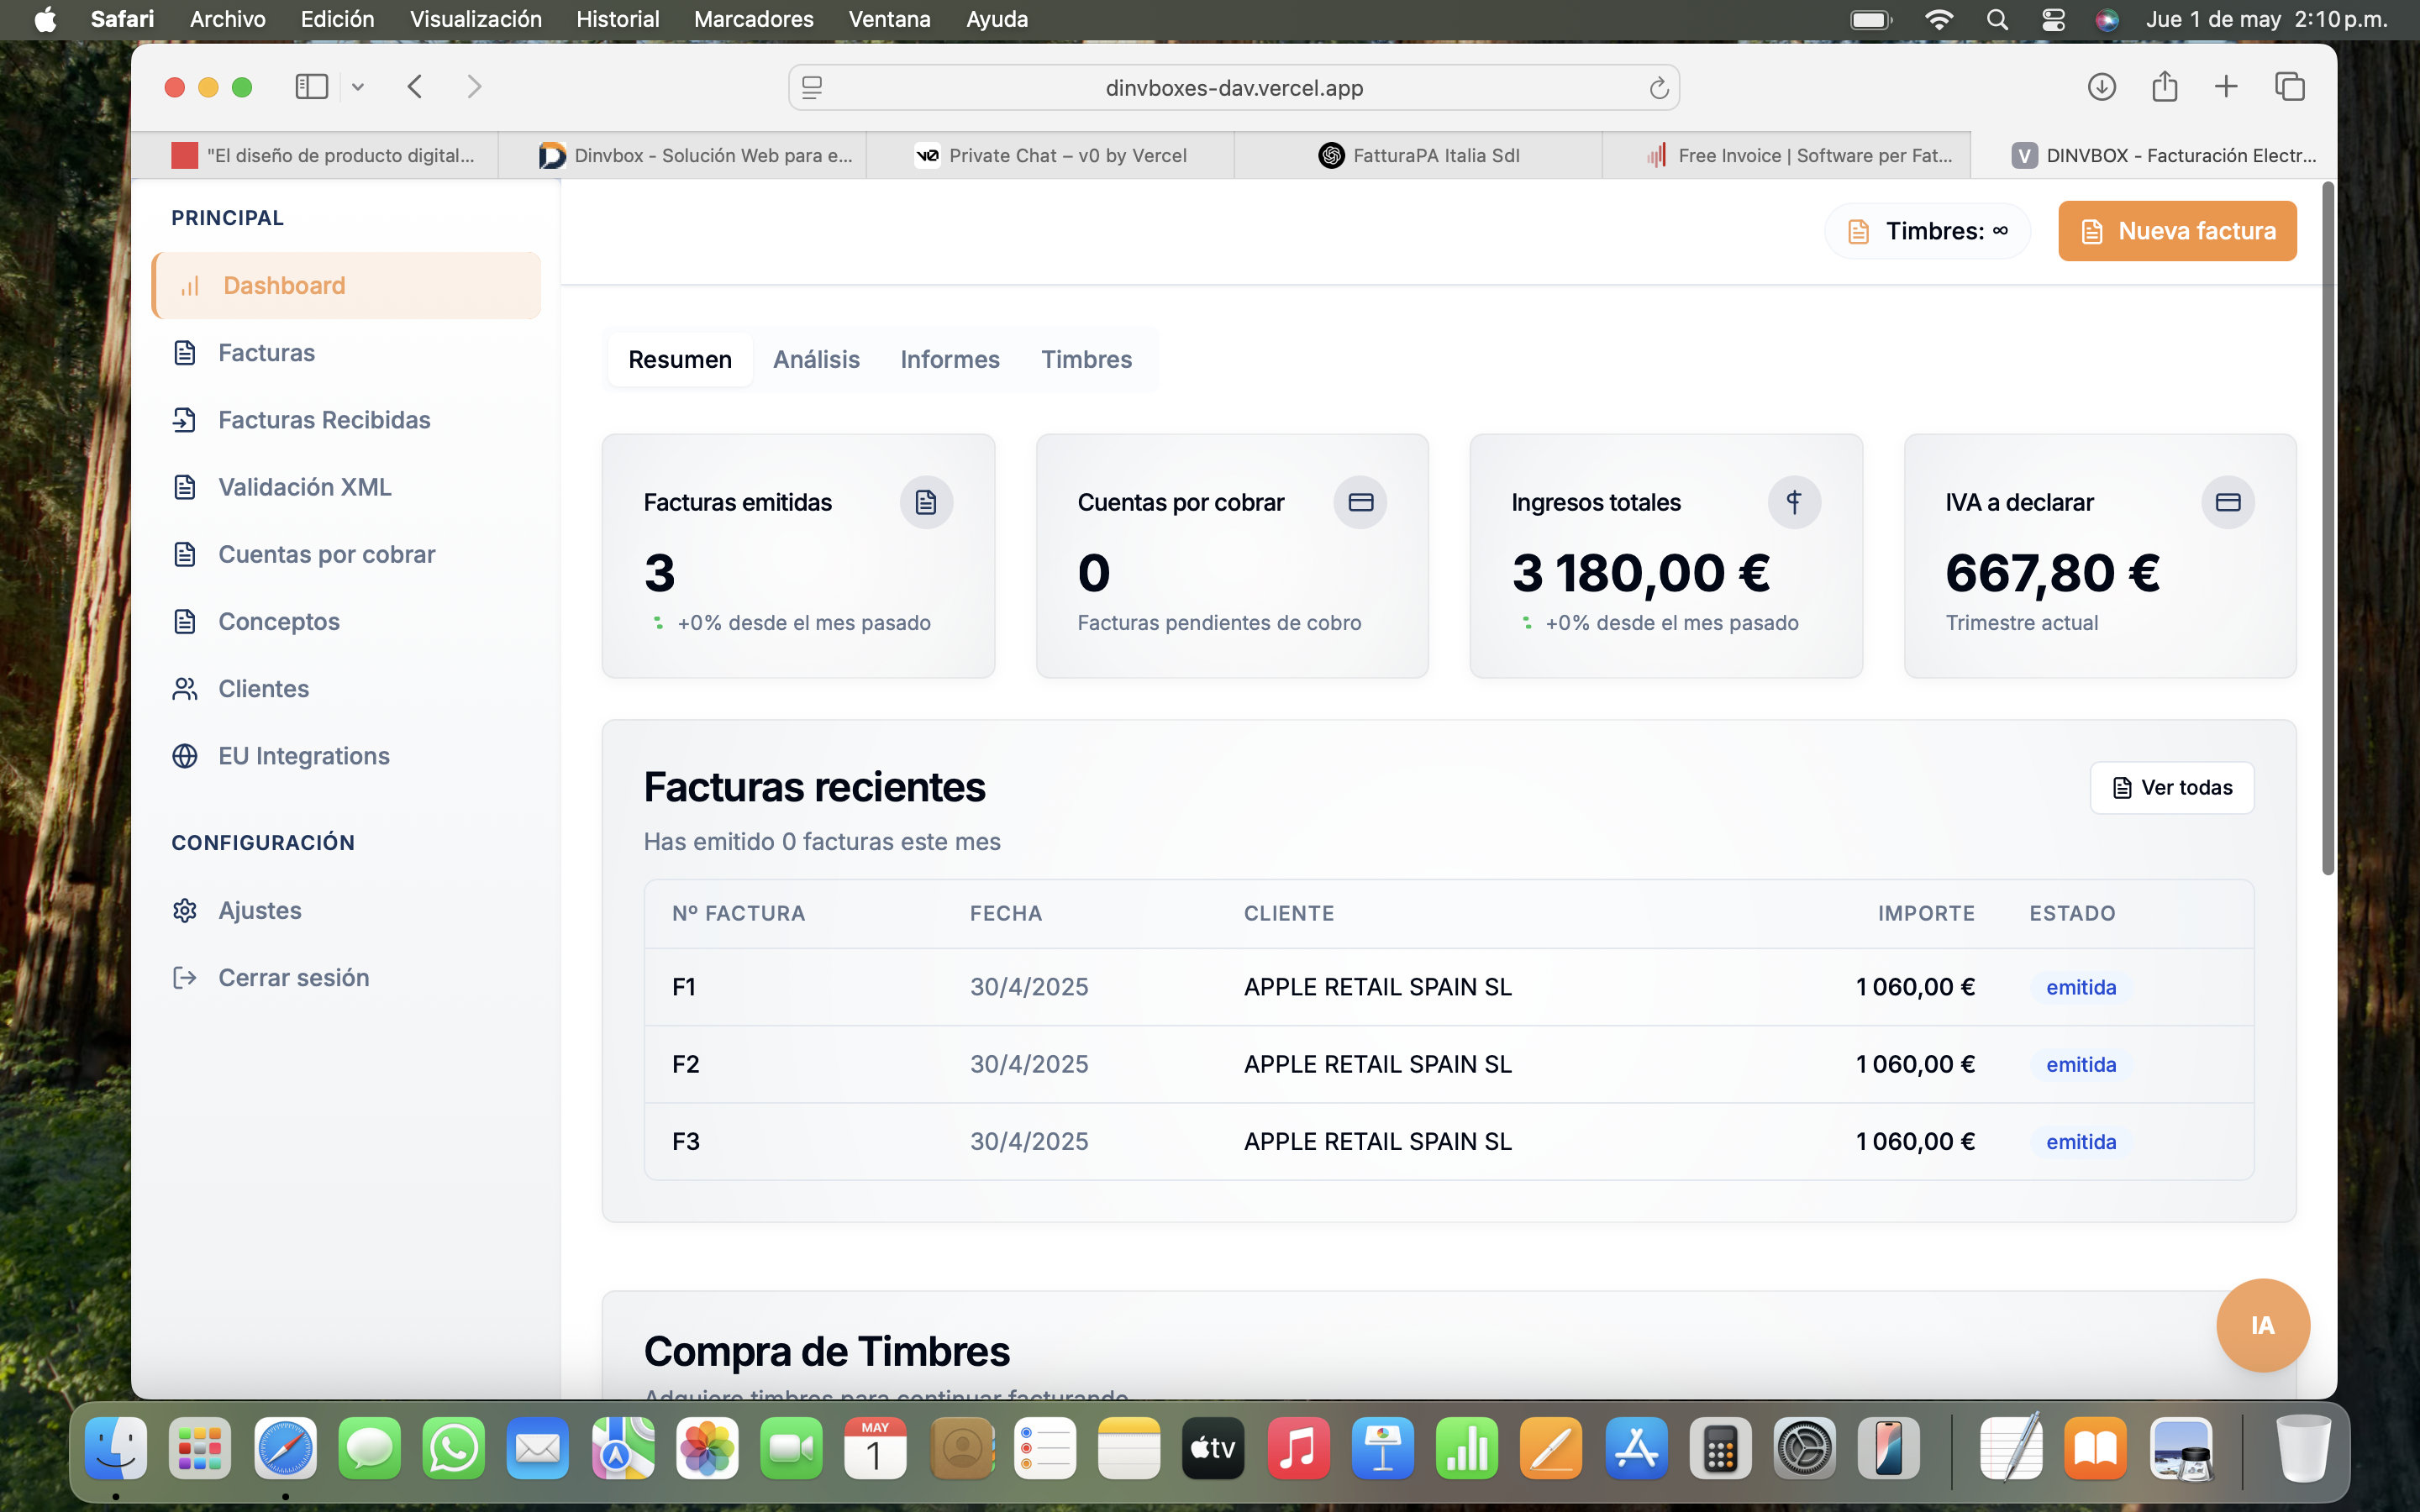 Safari Archivo Edición Visualización Historial Marcadores Ventana Ayuda Jue 1 de may 2:10 p.m.
dinvboxes-dav.vercel.app
"El diseño de producto digital... Dinvbox - Solución Web para e... v0 Private Chat – v0 by Vercel FatturaPA Italia SdI Free Invoice | Software per Fat... V DINVBOX - Facturación Electr...
PRINCIPAL
Dashboard
Facturas
Facturas Recibidas
Validación XML
Cuentas por cobrar
Conceptos
Clientes
EU Integrations
CONFIGURACIÓN
Ajustes
Cerrar sesión
Timbres: ∞ Nueva factura
Resumen Análisis Informes Timbres
Facturas emitidas
3
+0% desde el mes pasado
Cuentas por cobrar
0
Facturas pendientes de cobro
Ingresos totales
3 180,00 €
+0% desde el mes pasado
IVA a declarar
667,80 €
Trimestre actual
Facturas recientes
Ver todas
Has emitido 0 facturas este mes
Nº FACTURA FECHA CLIENTE IMPORTE ESTADO
F1 30/4/2025 APPLE RETAIL SPAIN SL 1 060,00 € emitida
F2 30/4/2025 APPLE RETAIL SPAIN SL 1 060,00 € emitida
F3 30/4/2025 APPLE RETAIL SPAIN SL 1 060,00 € emitida
Compra de Timbres
Adquiere timbres para continuar facturando
IA
MAY
1
tv